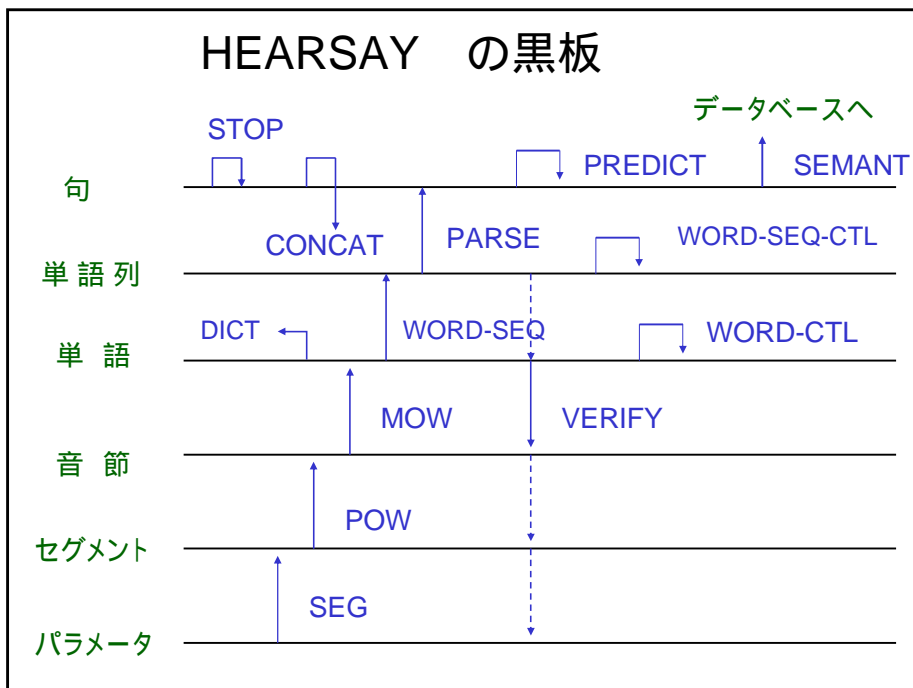 HEARSAY の黒板
データベースへ
STOP
PREDICT SEMANT
句
CONCAT PARSE WORD-SEQ-CTL
単語列
DICT WORD-SEQ WORD-CTL
単語
MOW VERIFY
音節
POW
セグメント
SEG
パラメータ